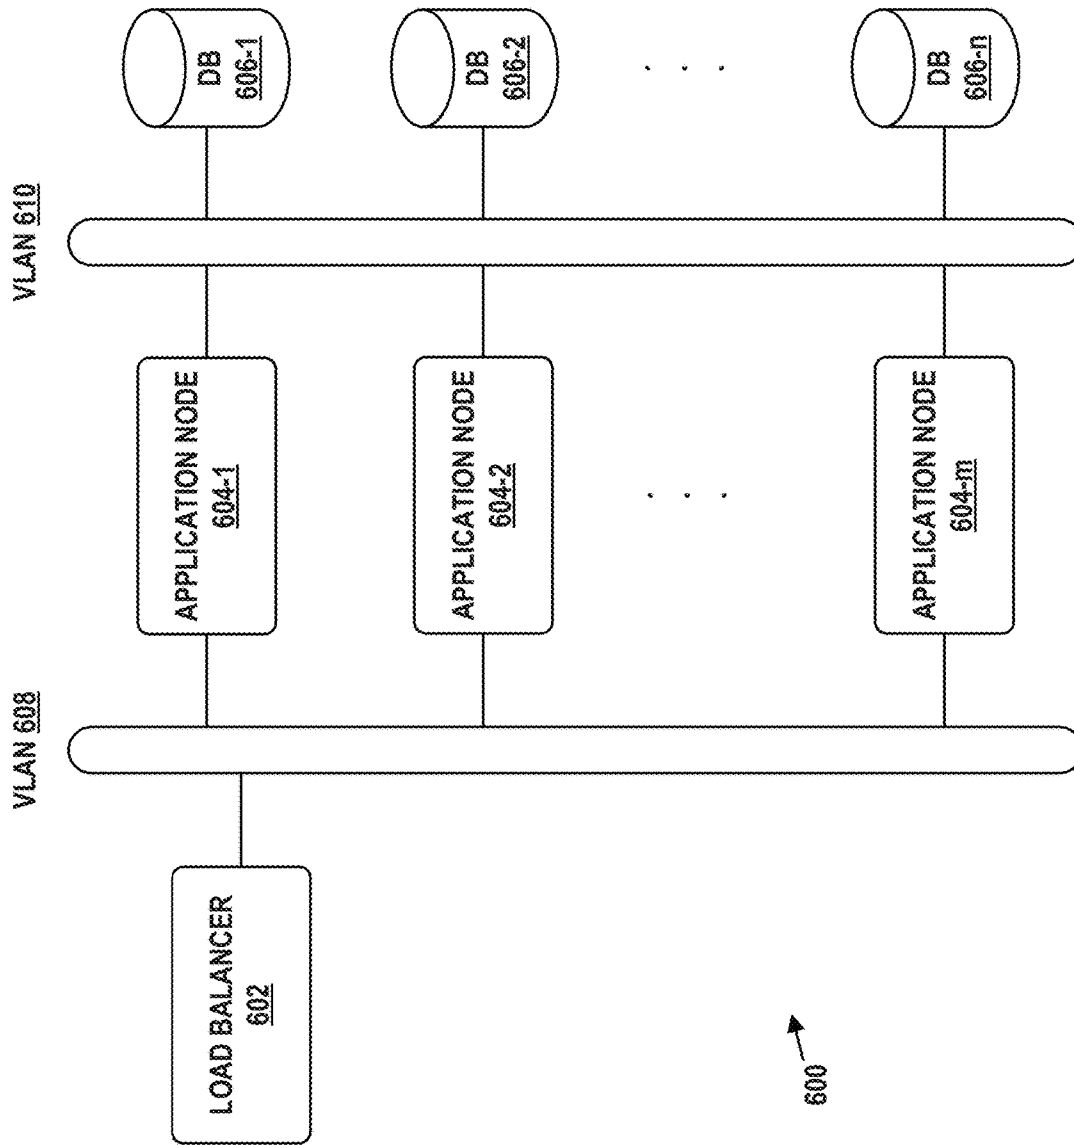 LOAD BALANCER
602
VLAN 608
APPLICATION NODE
604-1
APPLICATION NODE
604-2
. . .
APPLICATION NODE
604-m
VLAN 610
DB
606-1
DB
606-2
. . .
DB
606-n
600